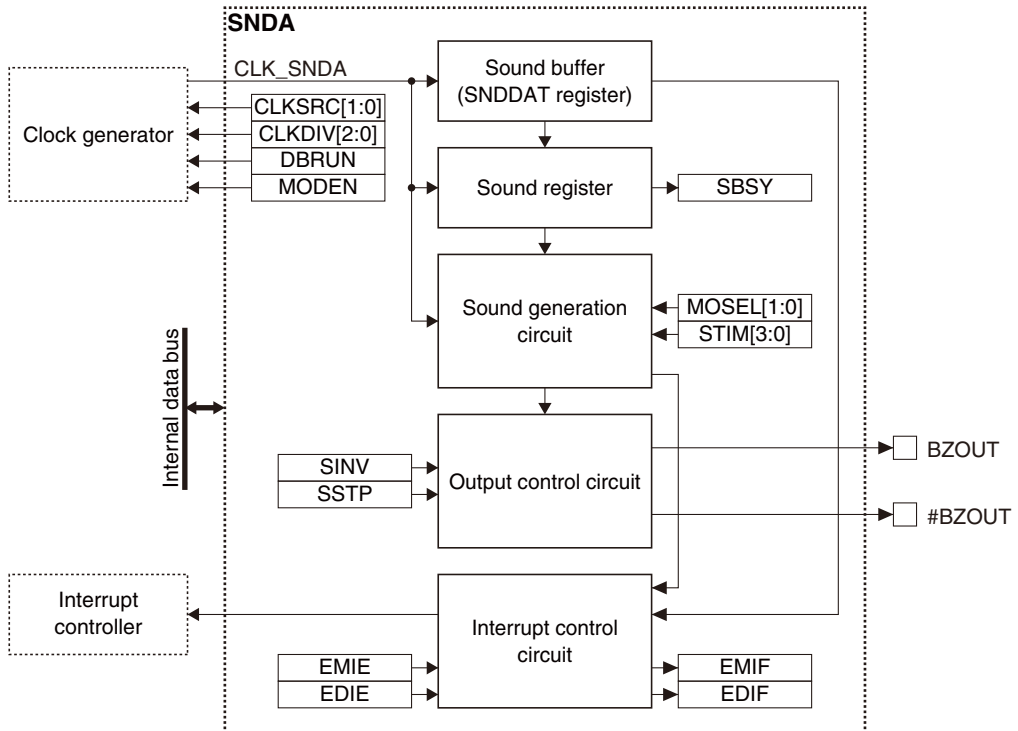 SNDA
CLK_SNDA
Clock generator
CLKSRC[1:0]
CLKDIV[2:0]
DBRUN
MODEN
Sound buffer
(SNDDAT register)
Sound register
SBSY
Sound generation
circuit
MOSEL[1:0]
STIM[3:0]
Internal data bus
SINV
SSTP
Output control circuit
BZOUT
#BZOUT
Interrupt
controller
Interrupt control
circuit
EMIE
EDIE
EMIF
EDIF